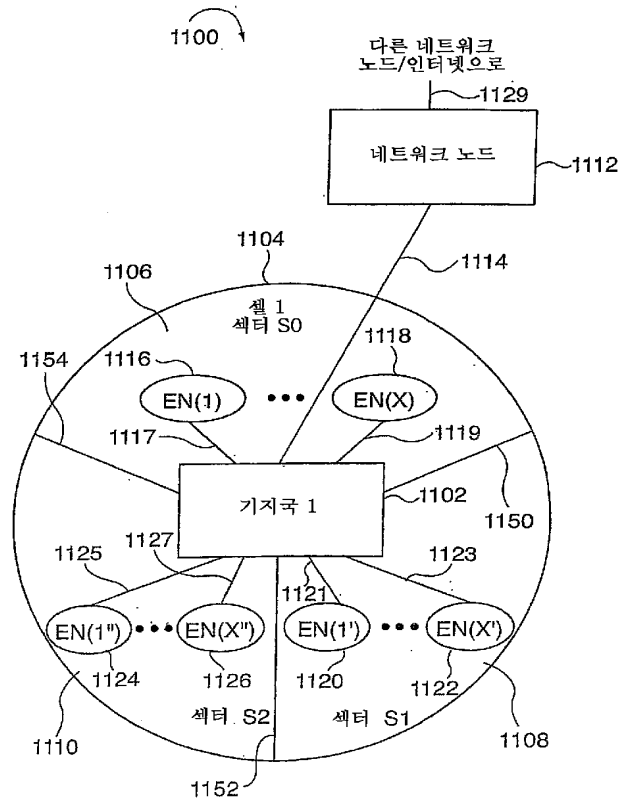 1100
다른 네트워크
노드/인터넷으로
1129
네트워크 노드
1112
1104
1114
1106
셀 1
섹터 S0
1154
1116
1118
EN(1)
•••
EN(X)
1117
1119
기지국 1
1102
1150
1125
1127
1121
1123
EN(1")
•••
EN(X")
EN(1')
•••
EN(X')
1124
1126
1120
1122
섹터 S2
섹터 S1
1110
1108
1152